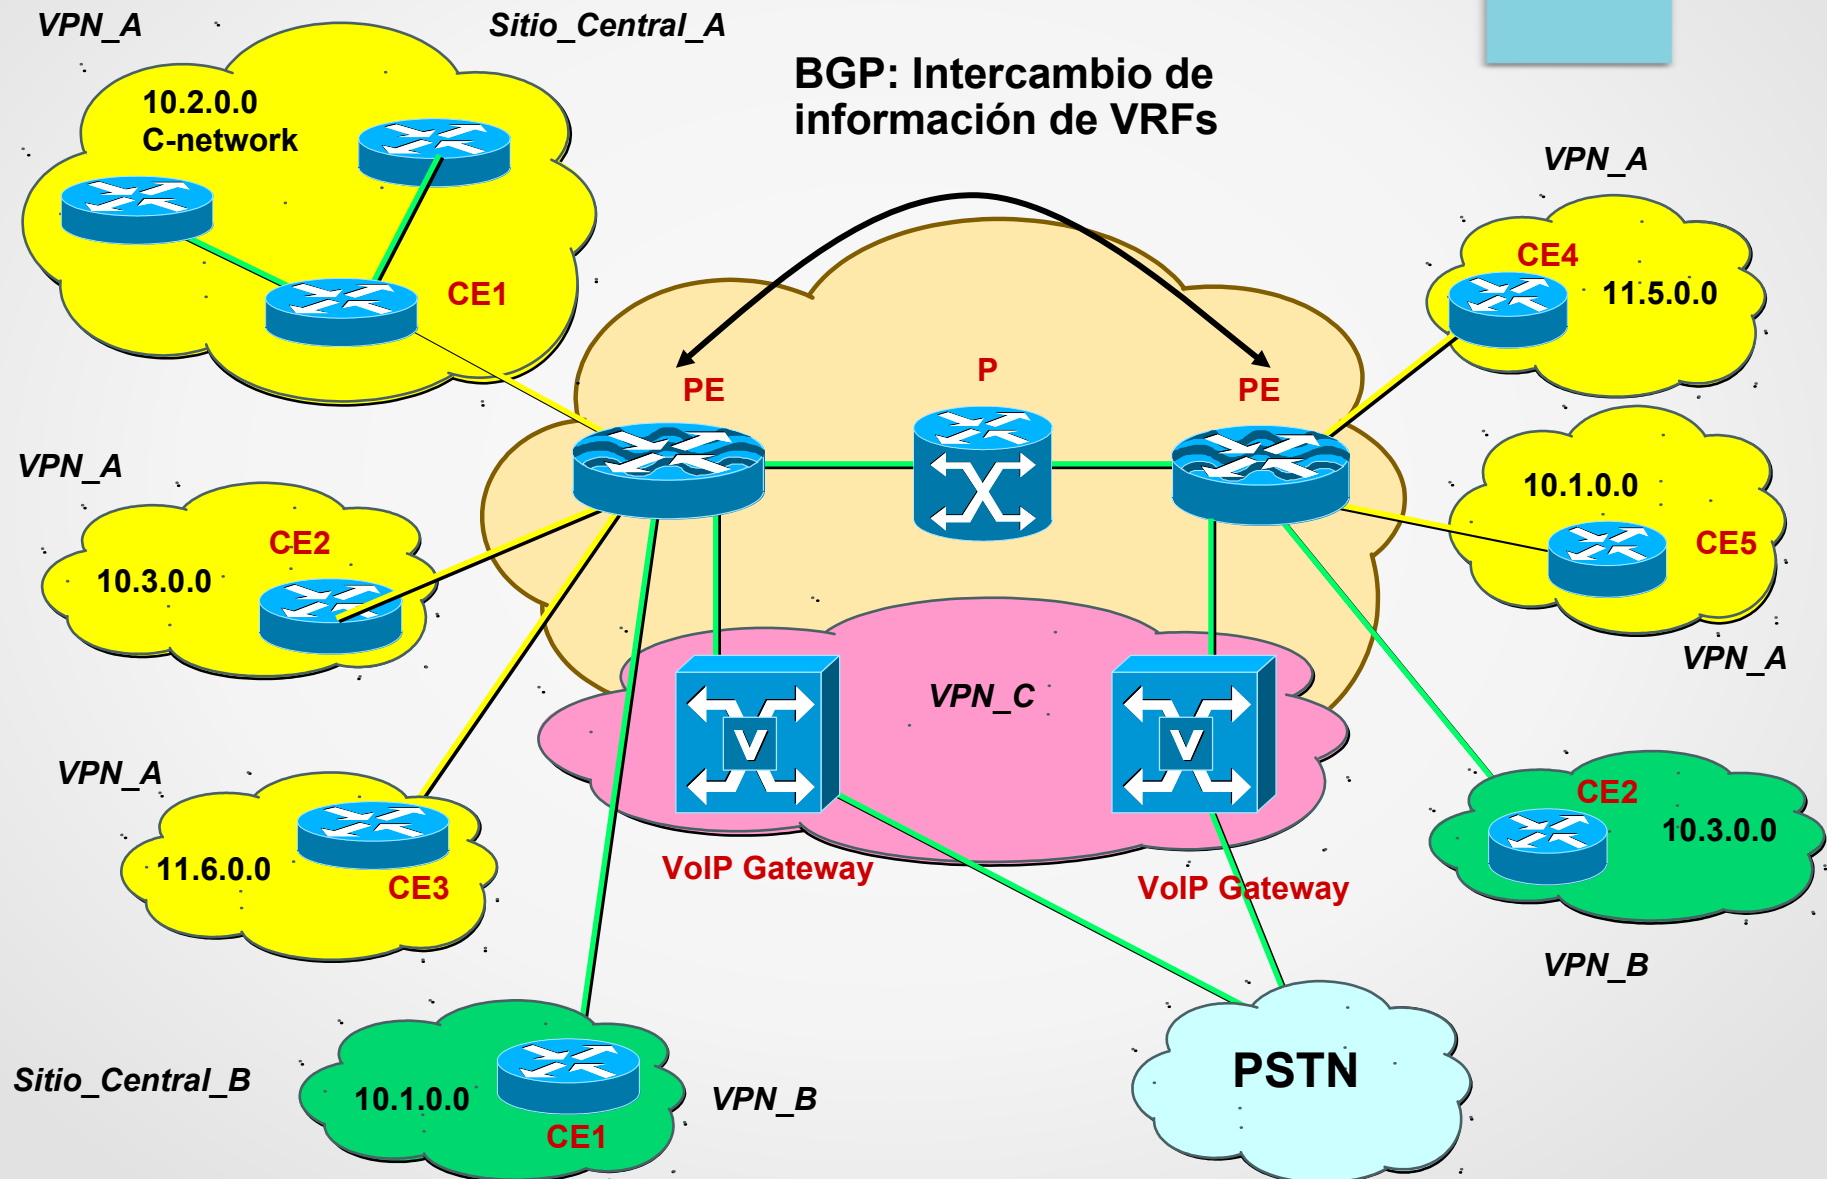 VPN_A
Sitio_Central_A
BGP: Intercambio de
información de VRFs
10.2.0.0
C-network
CE1
VPN_A
CE4
11.5.0.0
PE
P
PE
VPN_A
CE2
10.3.0.0
10.1.0.0
CE5
VPN_A
VPN_C
V
V
VPN_A
11.6.0.0
CE3
VoIP Gateway
VoIP Gateway
CE2
10.3.0.0
VPN_B
Sitio_Central_B
10.1.0.0
CE1
VPN_B
PSTN